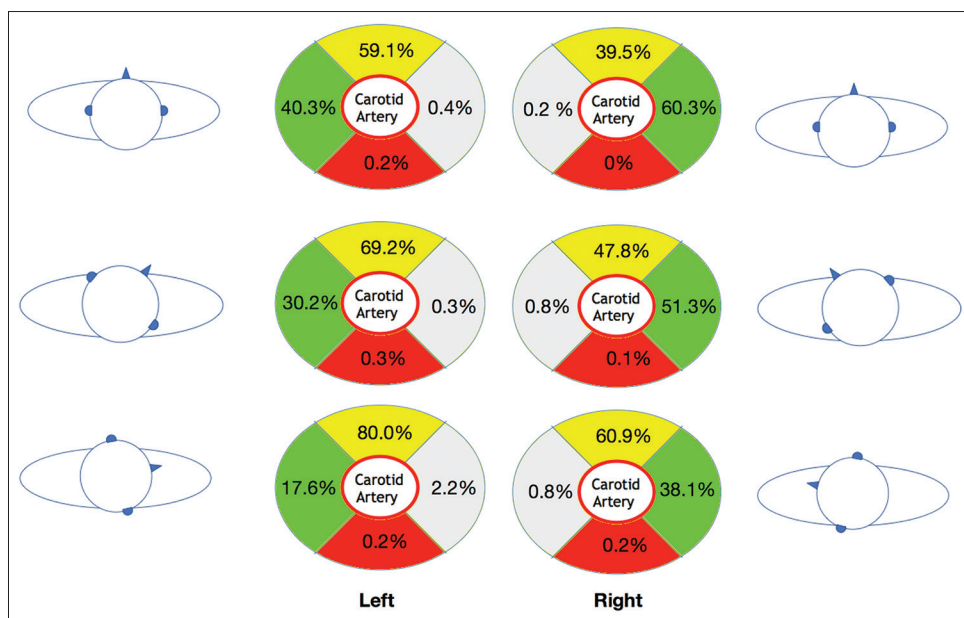 59.1%
40.3%
Carotid
Artery
0.4%
0.2%
39.5%
0.2 %
Carotid
Artery
60.3%
0%
69.2%
30.2%
Carotid
Artery
0.3%
0.3%
47.8%
0.8%
Carotid
Artery
51.3%
0.1%
80.0%
17.6%
Carotid
Artery
2.2%
0.2%
60.9%
0.8%
Carotid
Artery
38.1%
0.2%
Left
Right